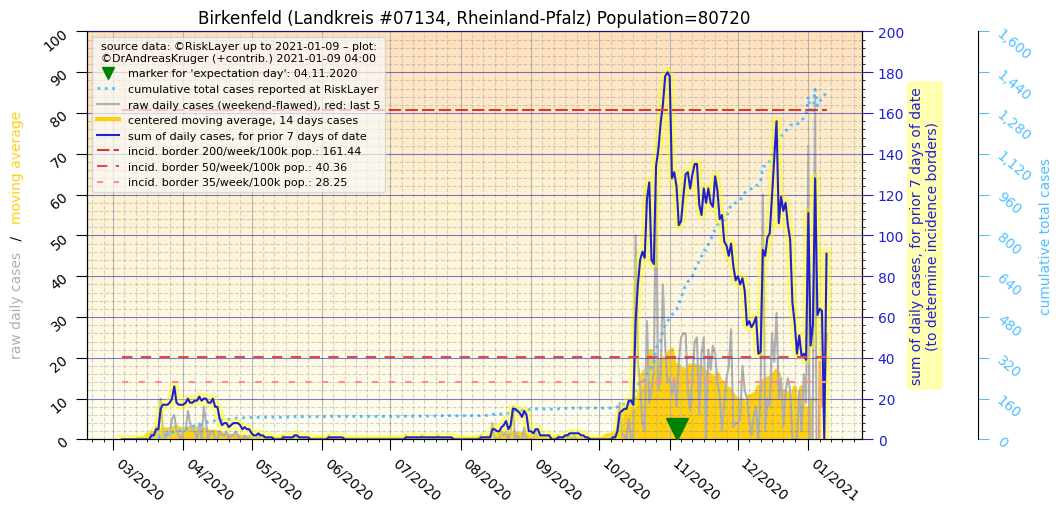 Birkenfeld (Landkreis #07134, Rheinland-Pfalz) Population=80720
source data: ©RiskLayer up to 2021-01-09 – plot:
©DrAndreasKruger (+contrib.) 2021-01-09 04:00
marker for 'expectation day': 04.11.2020
cumulative total cases reported at RiskLayer
raw daily cases (weekend-flawed), red: last 5
centered moving average, 14 days cases
sum of daily cases, for prior 7 days of date
incid. border 200/week/100k pop.: 161.44
incid. border 50/week/100k pop.: 40.36
incid. border 35/week/100k pop.: 28.25
raw daily cases / moving average
100
90
80
70
60
50
40
30
20
10
0
03/2020
04/2020
05/2020
06/2020
07/2020
08/2020
09/2020
10/2020
11/2020
12/2020
01/2021
200
180
160
140
120
100
80
60
40
20
0
sum of daily cases, for prior 7 days of date
(to determine incidence borders)
1,600
1,440
1,280
1,120
960
800
640
480
320
160
0
cumulative total cases